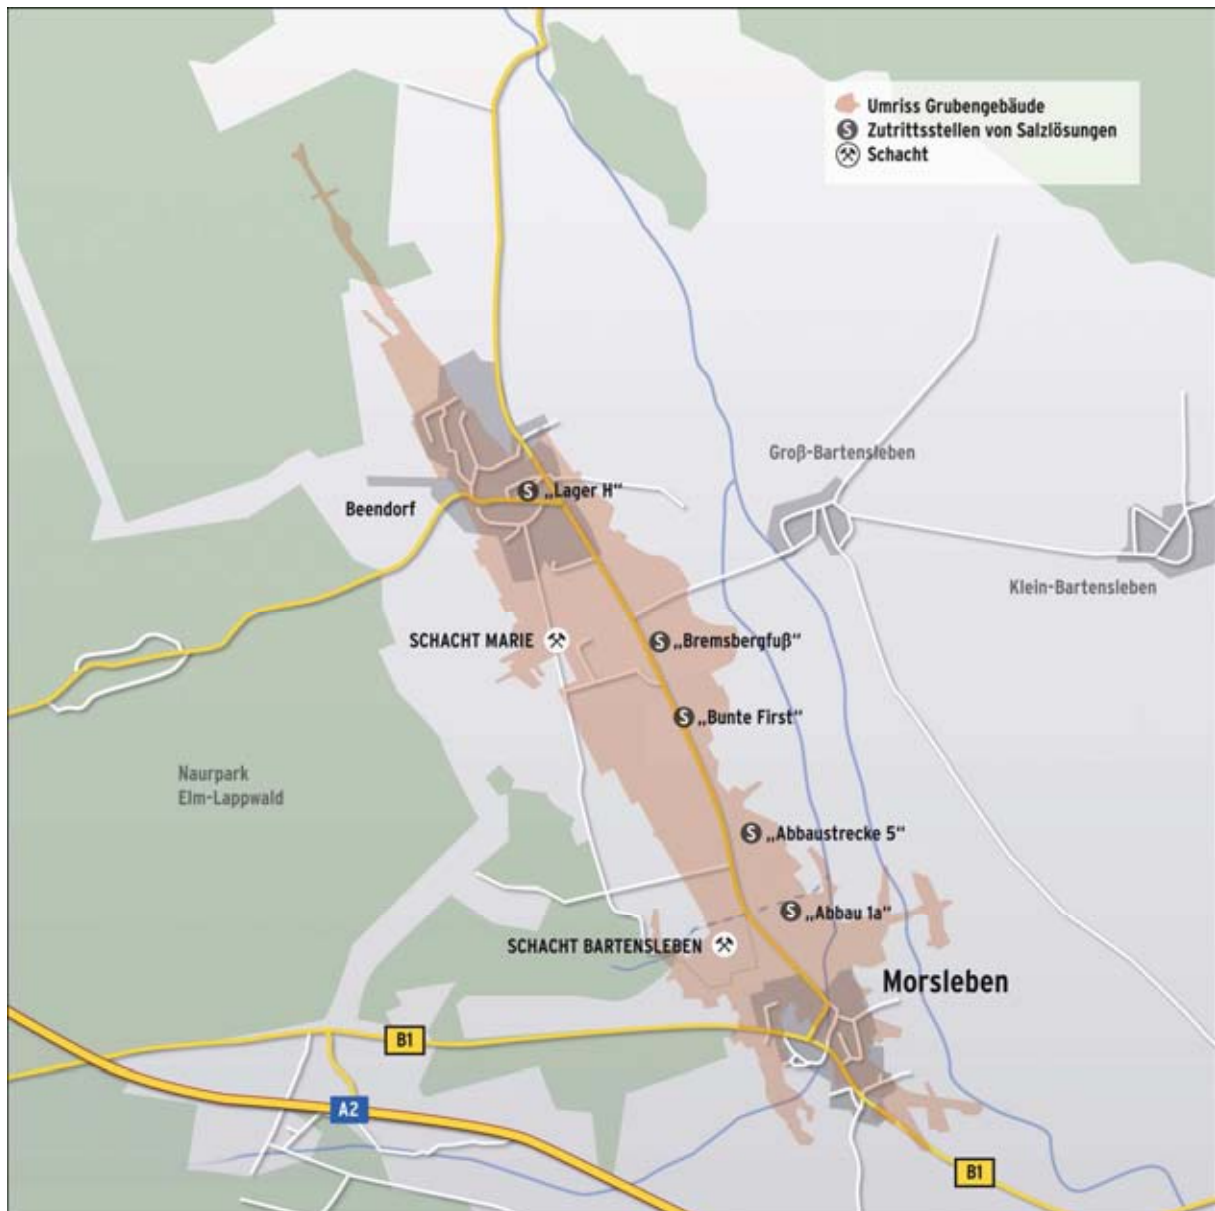 Umriss Grubengebäude
S Zutrittsstellen von Salzlösungen
Schacht
Groß-Bartensleben
S „Lager H“
Beendorf
Klein-Bartensleben
SCHACHT MARIE
S „Bremsbergfuß“
S „Bunte First“
Naurpark
Elm-Lappwald
S „Abbaustrecke 5“
S „Abbau 1a“
SCHACHT BARTENSLEBEN
Morsleben
B1
A2
B1